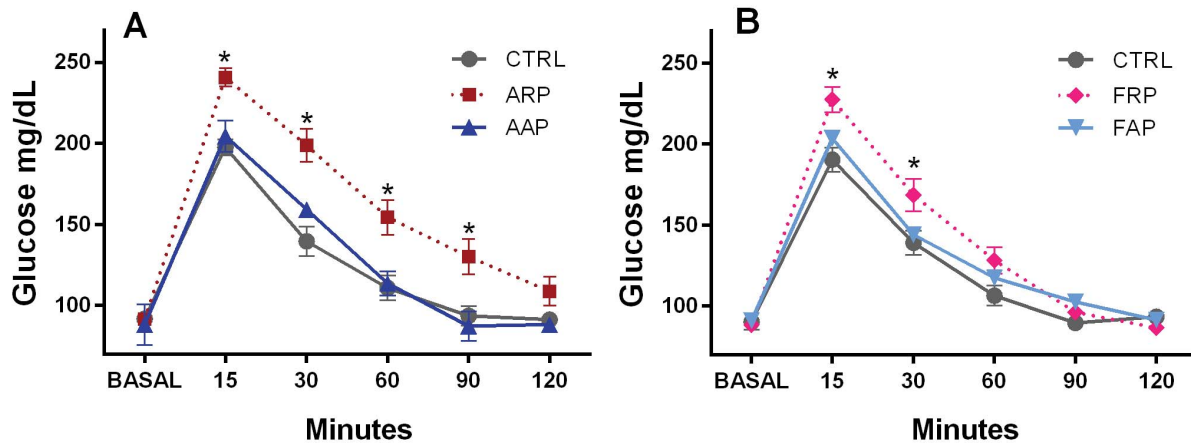 A
CTRL
ARP
AAP
Glucose mg/dL
250
200
150
100
* * * *
BASAL 15 30 60 90 120
Minutes
B
CTRL
FRP
FAP
Glucose mg/dL
250
200
150
100
* *
BASAL 15 30 60 90 120
Minutes